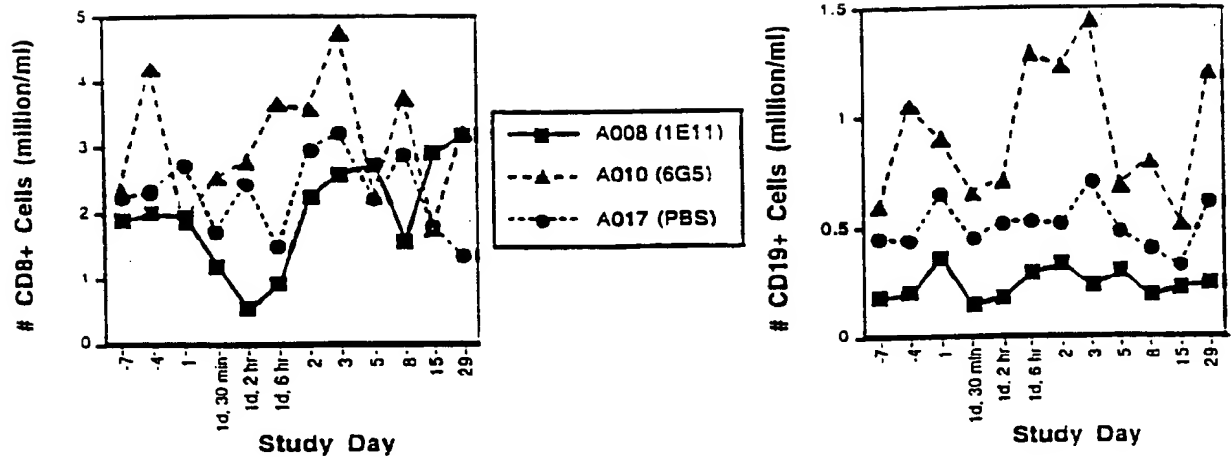 # CD8+ Cells (million/ml)
5
4
3
2
1
0
-7
-4
1
1d, 30 min
1d, 2 hr
1d, 6 hr
2
3
5
8
15
29
Study Day
A008 (1E11)
A010 (6G5)
A017 (PBS)
# CD19+ Cells (million/ml)
1.5
1
0.5
0
-7
-4
1
1d, 30 min
1d, 2 hr
1d, 6 hr
2
3
5
8
15
29
Study Day